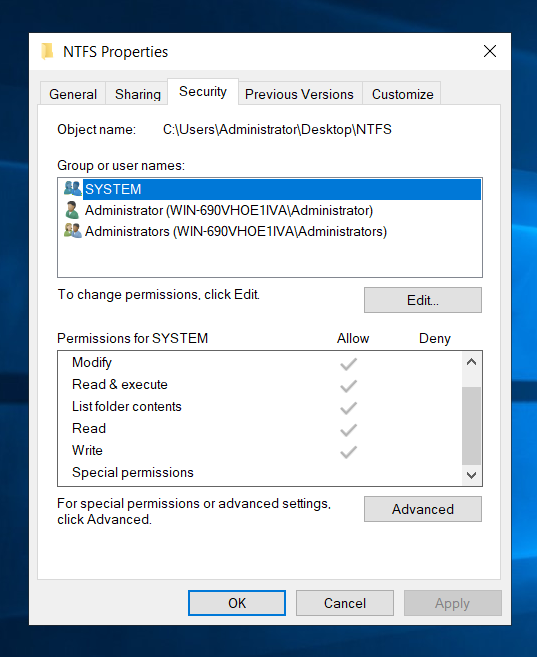 NTFS Properties
General Sharing Security Previous Versions Customize
Object name: C:\Users\Administrator\Desktop\NTFS
Group or user names:
SYSTEM
Administrator (WIN-690VHOE1IVA\Administrator)
Administrators (WIN-690VHOE1IVA\Administrators)
To change permissions, click Edit.
Edit...
Permissions for SYSTEM Allow Deny
Modify
Read & execute
List folder contents
Read
Write
Special permissions
For special permissions or advanced settings,
click Advanced.
Advanced
OK Cancel Apply